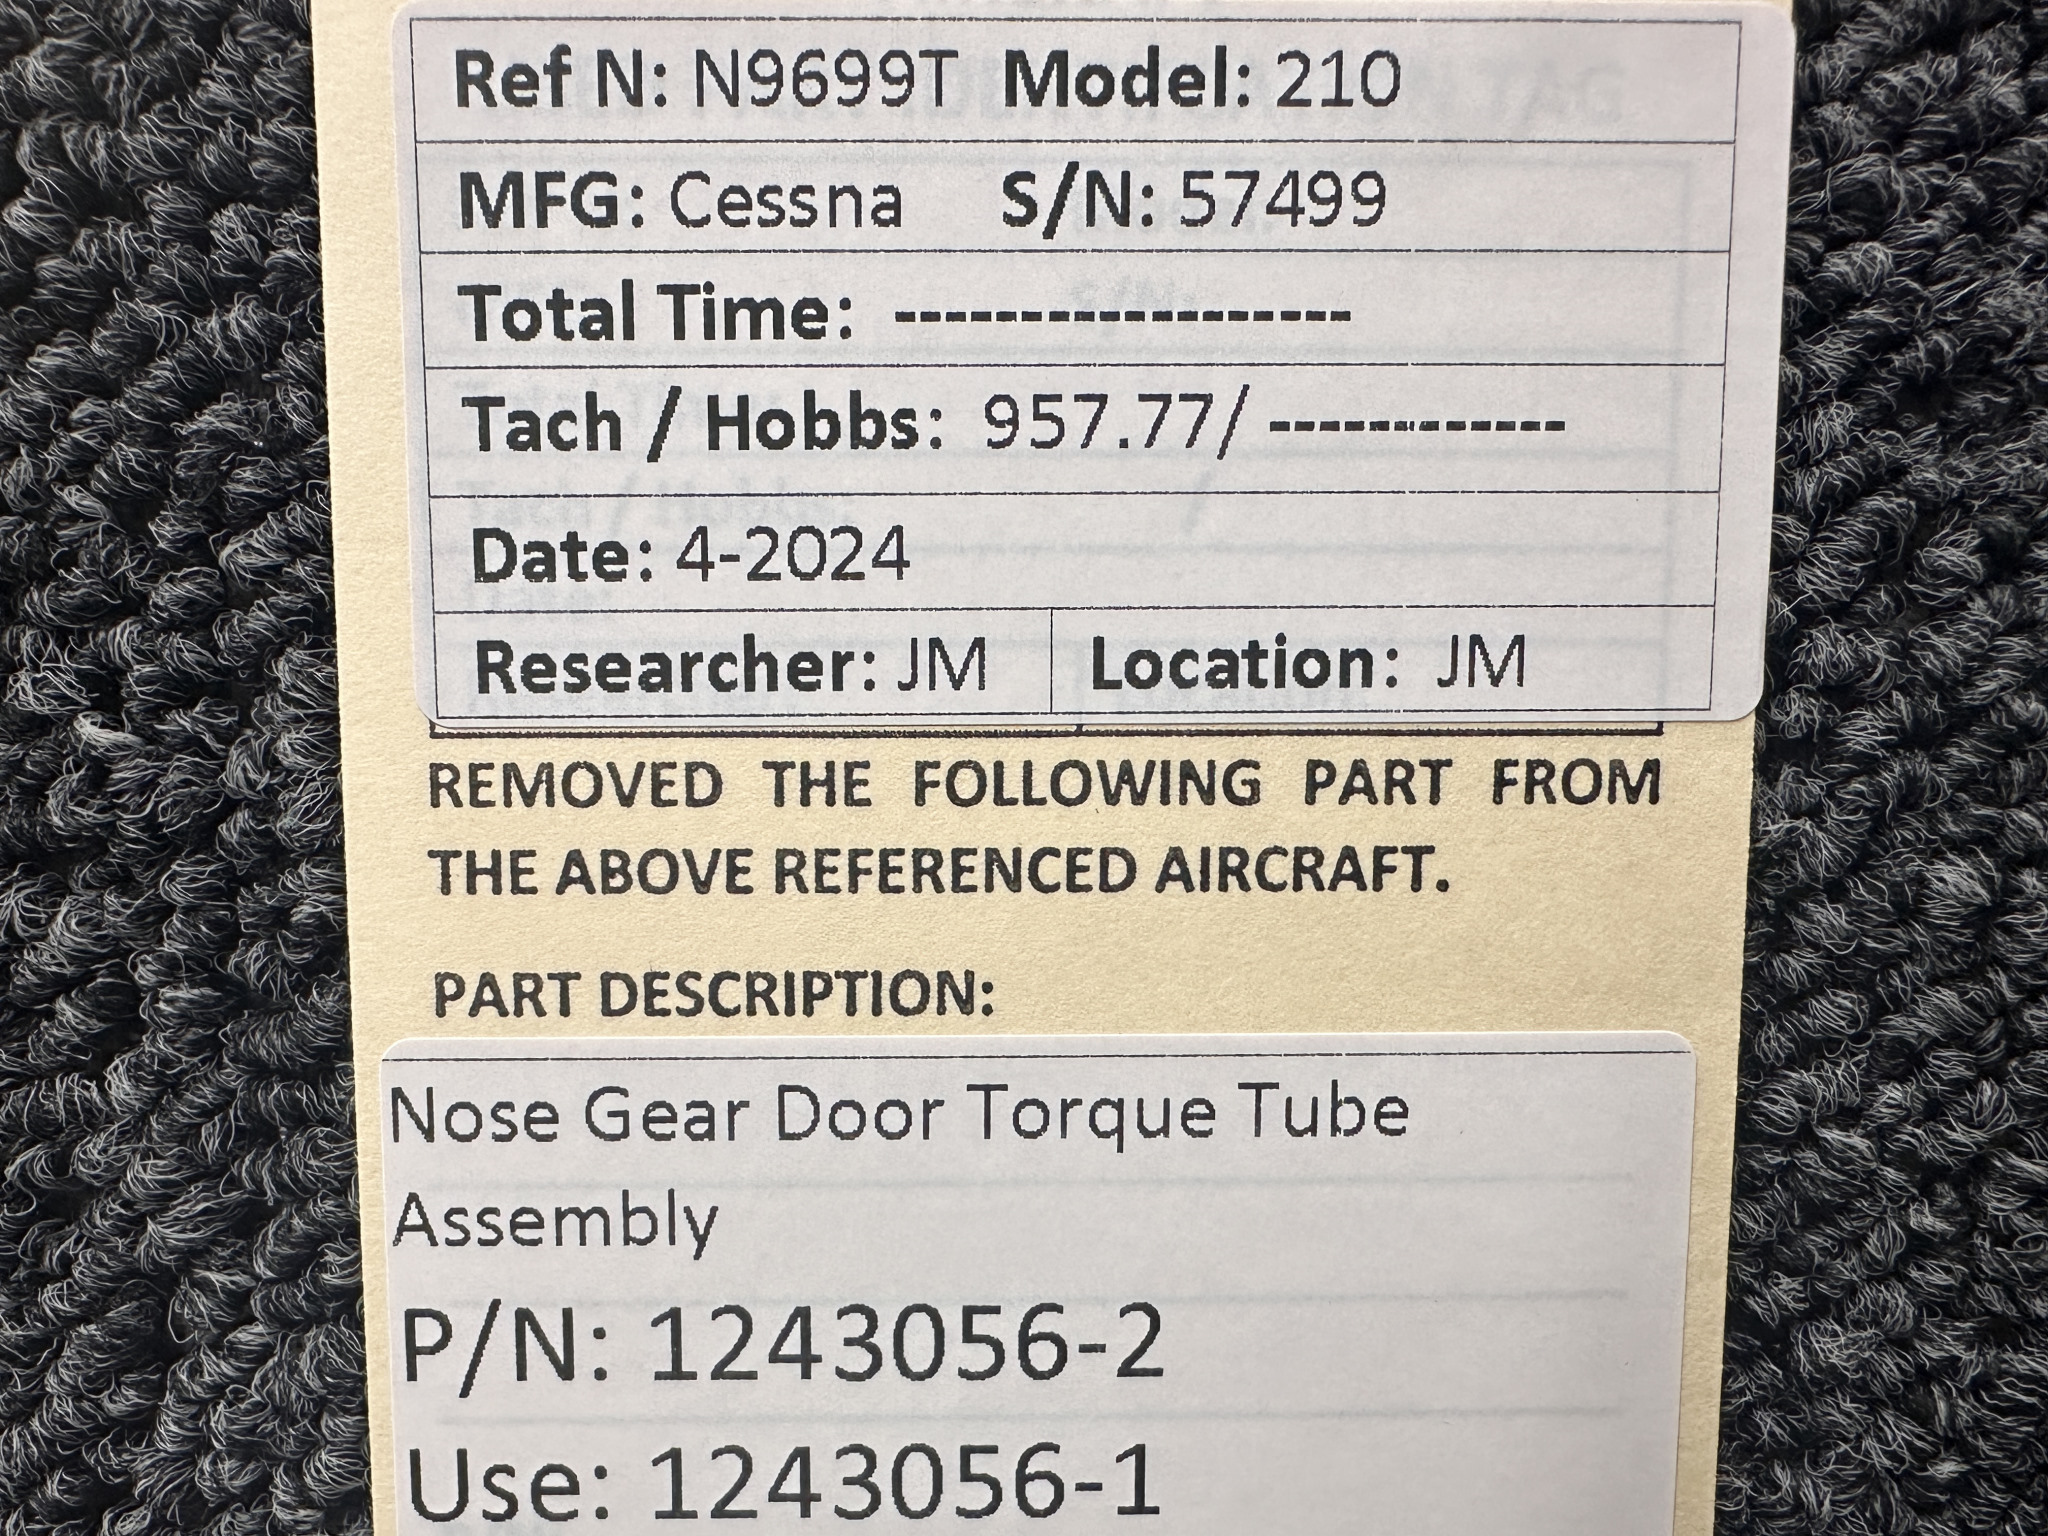 Ref N: N9699T Model: 210
MFG: Cessna S/N: 57499
Total Time: ------------------
Tach / Hobbs: 957.77/ ------------
Date: 4-2024
Researcher: JM Location: JM
REMOVED THE FOLLOWING PART FROM
THE ABOVE REFERENCED AIRCRAFT.
PART DESCRIPTION:
Nose Gear Door Torque Tube
Assembly
P/N: 1243056-2
Use: 1243056-1